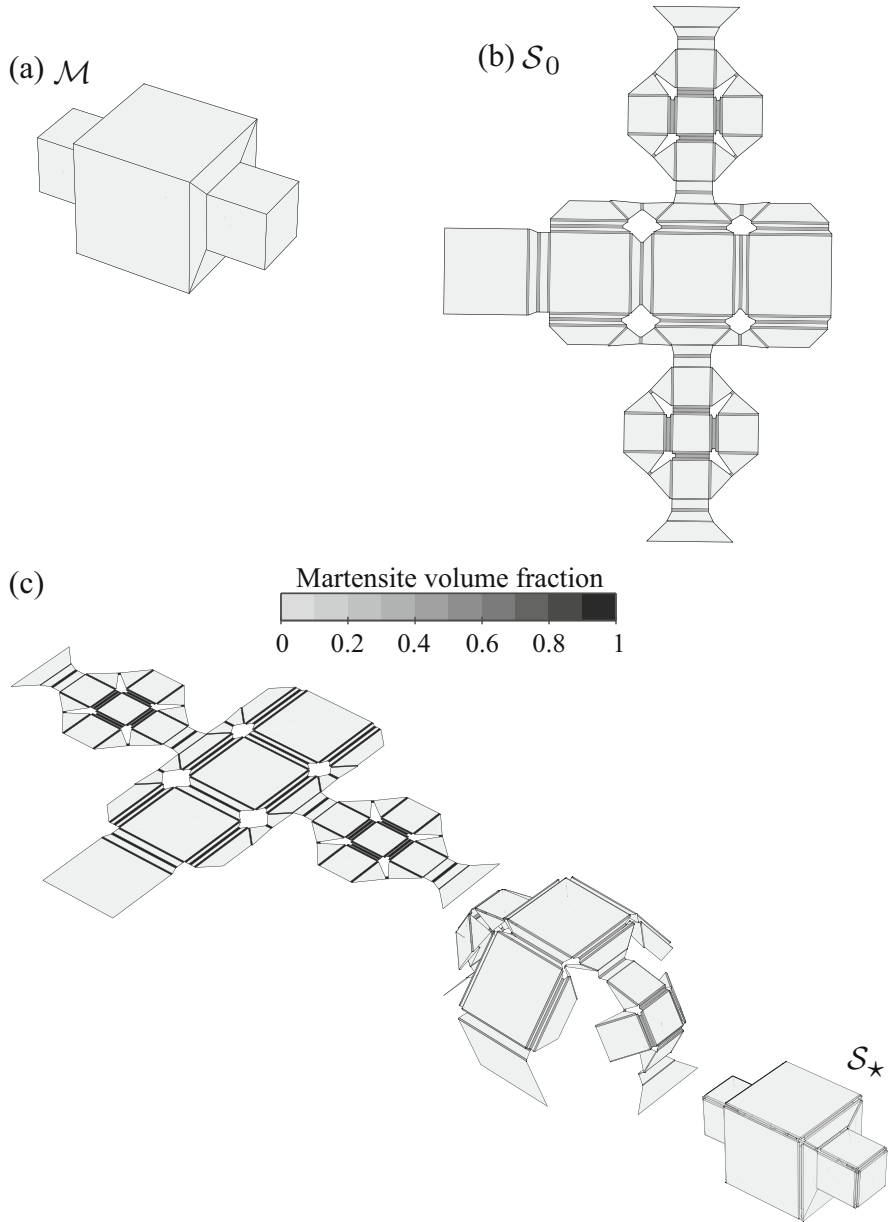 (a) ℳ
(b) 𝒮₀
(c)
Martensite volume fraction
0 0.2 0.4 0.6 0.8 1
𝒮⋆